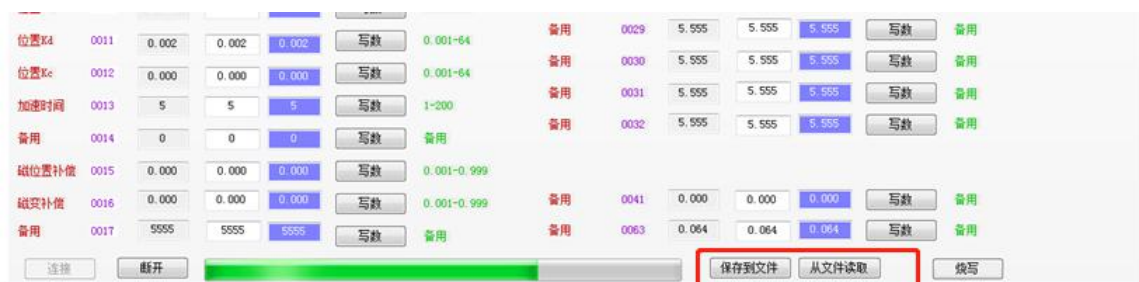 位置Kd 0011 0.002 0.002 0.002 写数 0.001-64
位置Kc 0012 0.000 0.000 0.000 写数 0.001-64
加速时间 0013 5 5 5 写数 1-200
备用 0014 0 0 0 写数 备用
磁位置补偿 0015 0.000 0.000 0.000 写数 0.001-0.999
磁变补偿 0016 0.000 0.000 0.000 写数 0.001-0.999
备用 0017 5555 5555 5555 写数 备用
备用 0029 5.555 5.555 5.555 写数 备用
备用 0030 5.555 5.555 5.555 写数 备用
备用 0031 5.555 5.555 5.555 写数 备用
备用 0032 5.555 5.555 5.555 写数 备用
备用 0041 0.000 0.000 0.000 写数 备用
备用 0063 0.064 0.064 0.064 写数 备用
连接 断开 保存到文件 从文件读取 烧写